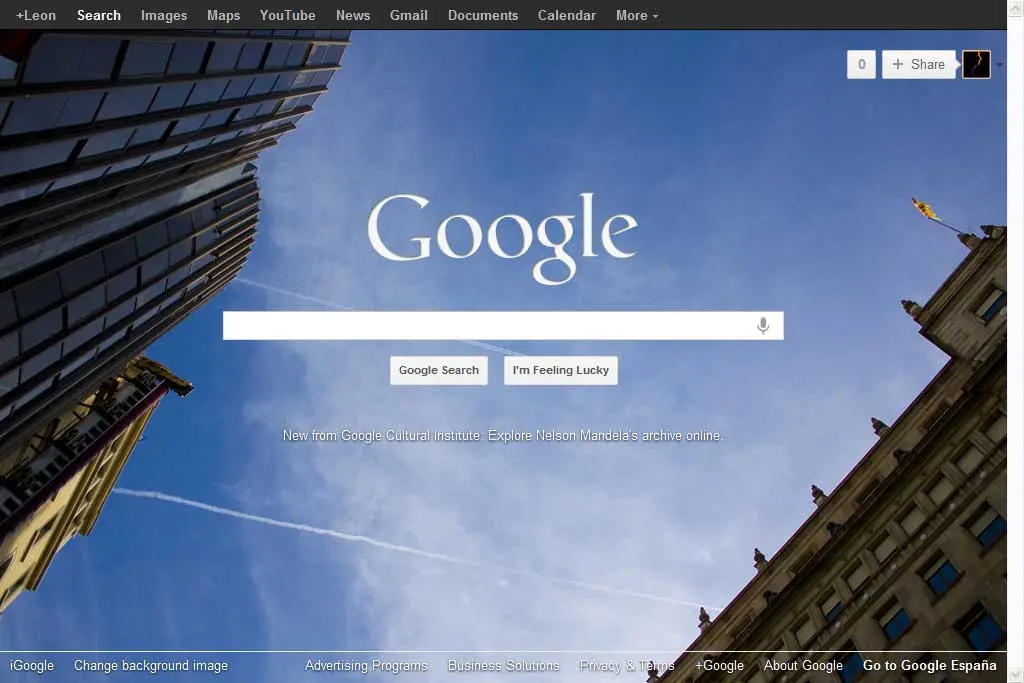 +Leon Search Images Maps YouTube News Gmail Documents Calendar More
0 + Share
Google
Google Search I'm Feeling Lucky
New from Google Cultural Institute: Explore Nelson Mandela's archive online.
iGoogle Change background image Advertising Programs Business Solutions Privacy & Terms +Google About Google Go to Google España